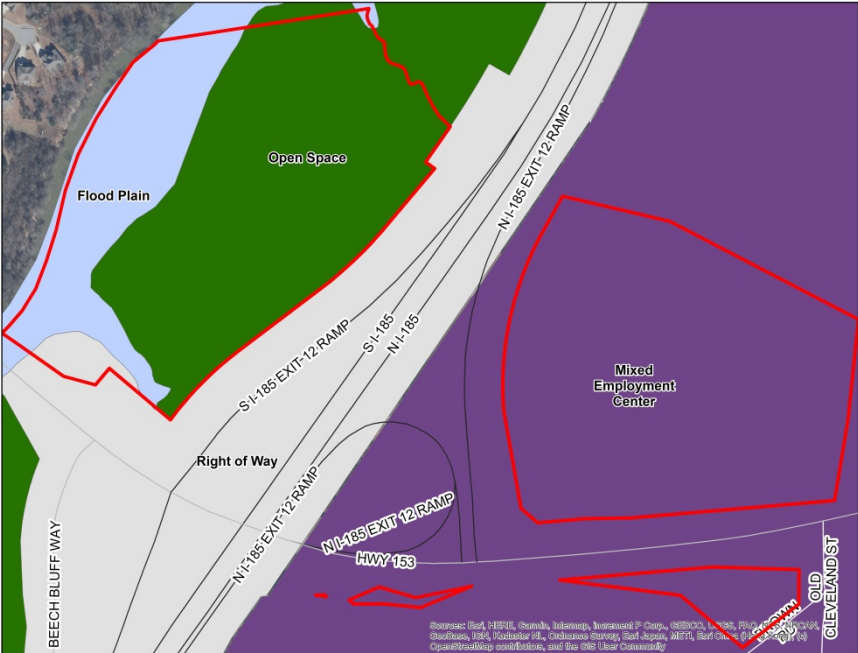 Open Space
N I-185 EXIT 12 RAMP
Flood Plain
S I-185
N I-185
S I-185 EXIT 12 RAMP
Mixed
Employment
Center
Right of Way
N I-185 EXIT 12 RAMP
N I-185 EXIT 12 RAMP
HWY 153
BEECH BLUFF WAY
OLD
CLEVELAND ST
BROWN
RD
Sources: Esri, HERE, Garmin, Intermap, increment P Corp., GEBCO, USGS, FAO, NRCAN,
GeoBase, IGN, Kadaster NL, Ordnance Survey, Esri Japan, METI, Esri China (c)
OpenStreetMap contributors, and the GIS User Community